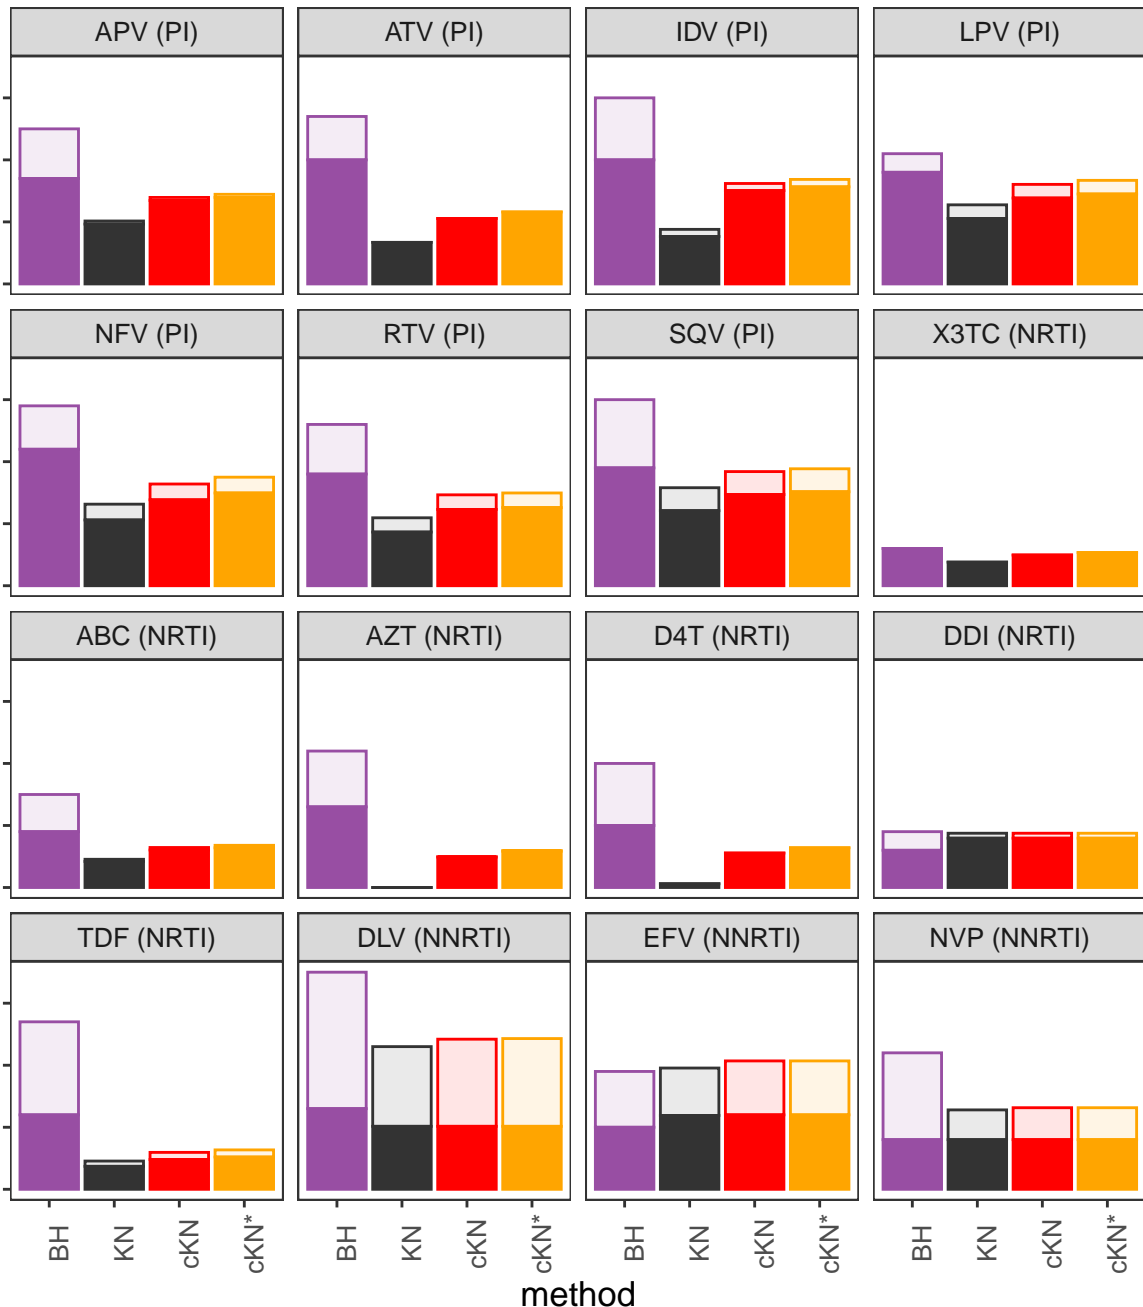 APV (PI)
ATV (PI)
IDV (PI)
LPV (PI)
NFV (PI)
RTV (PI)
SQV (PI)
X3TC (NRTI)
ABC (NRTI)
AZT (NRTI)
D4T (NRTI)
DDI (NRTI)
TDF (NRTI)
DLV (NNRTI)
EFV (NNRTI)
NVP (NNRTI)
BH
KN
cKN
cKN*
BH
KN
cKN
cKN*
BH
KN
cKN
cKN*
BH
KN
cKN
cKN*
method